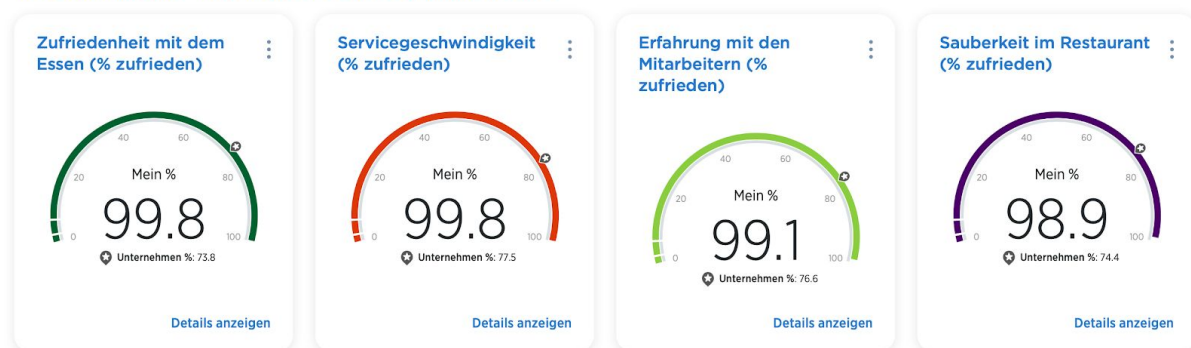 Zufriedenheit mit dem
Essen (% zufrieden)
40
60
20
80
Mein %
99.8
0
100
Unternehmen %: 73.8
Details anzeigen
Servicegeschwindigkeit
(% zufrieden)
40
60
20
80
Mein %
99.8
0
100
Unternehmen %: 77.5
Details anzeigen
Erfahrung mit den
Mitarbeitern (%
zufrieden)
40
60
20
80
Mein %
99.1
0
100
Unternehmen %: 76.6
Details anzeigen
Sauberkeit im Restaurant
(% zufrieden)
40
60
20
80
Mein %
98.9
0
100
Unternehmen %: 74.4
Details anzeigen